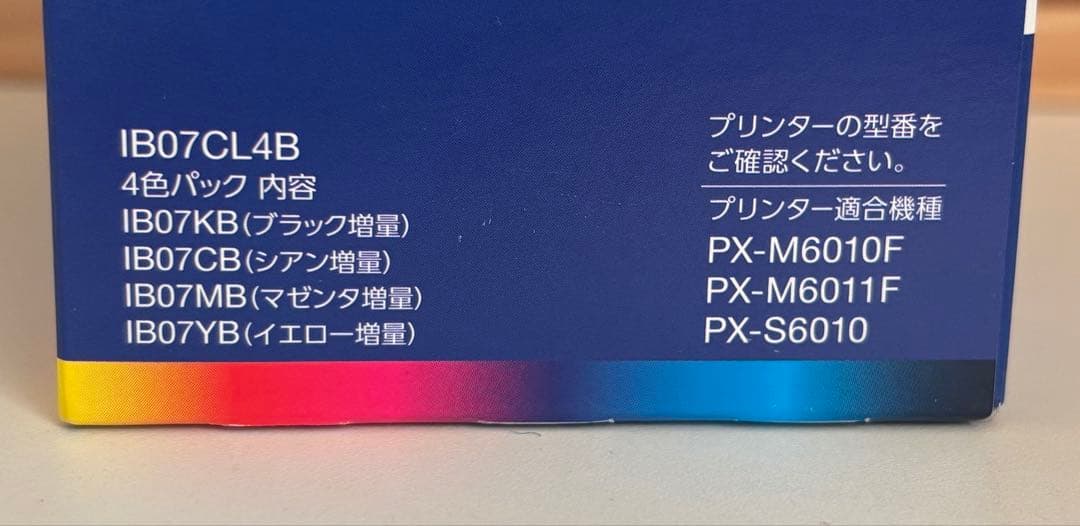 IB07CL4B
4色パック 内容
IB07KB(ブラック増量)
IB07CB(シアン増量)
IB07MB(マゼンタ増量)
IB07YB(イエロー増量)
プリンターの型番を
ご確認ください。
プリンター適合機種
PX-M6010F
PX-M6011F
PX-S6010